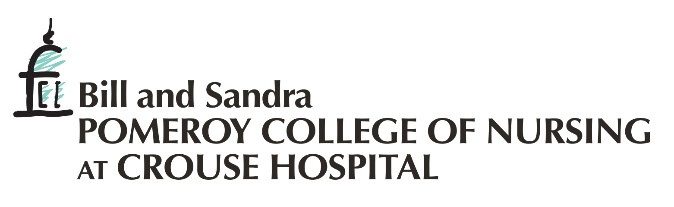 Bill and Sandra
POMEROY COLLEGE OF NURSING
AT CROUSE HOSPITAL